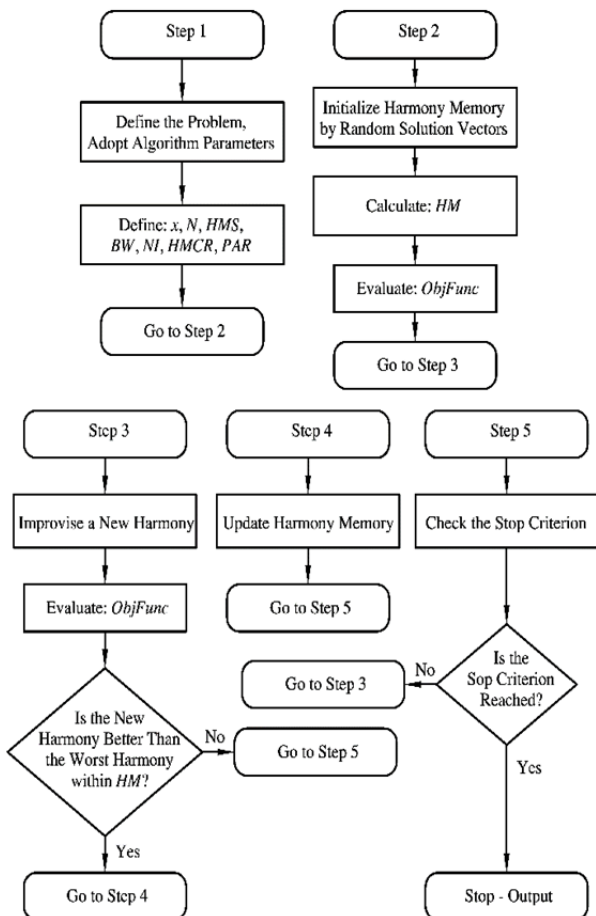 Step 1
Define the Problem,
Adopt Algorithm Parameters
Define: x, N, HMS,
BW, NI, HMCR, PAR
Go to Step 2
Step 2
Initialize Harmony Memory
by Random Solution Vectors
Calculate: HM
Evaluate: ObjFunc
Go to Step 3
Step 3
Improvise a New Harmony
Evaluate: ObjFunc
Is the New
Harmony Better Than
the Worst Harmony
within HM?
No
Go to Step 5
Yes
Go to Step 4
Step 4
Update Harmony Memory
Go to Step 5
Step 5
Check the Stop Criterion
Is the
Sop Criterion
Reached?
No
Go to Step 3
Yes
Stop - Output